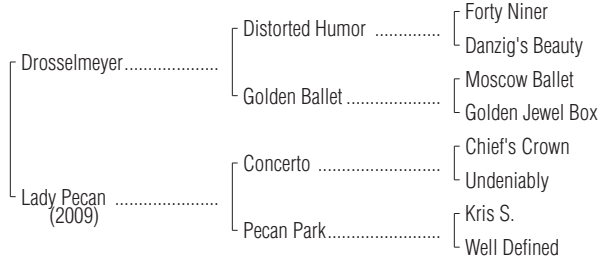 Forty Niner
Distorted Humor ..............
Danzig's Beauty
Drosselmeyer....................
Moscow Ballet
Golden Ballet ....................
Golden Jewel Box
Chief's Crown
Concerto ..........................
Undeniably
Lady Pecan ......................
(2009)
Kris S.
Pecan Park........................
Well Defined